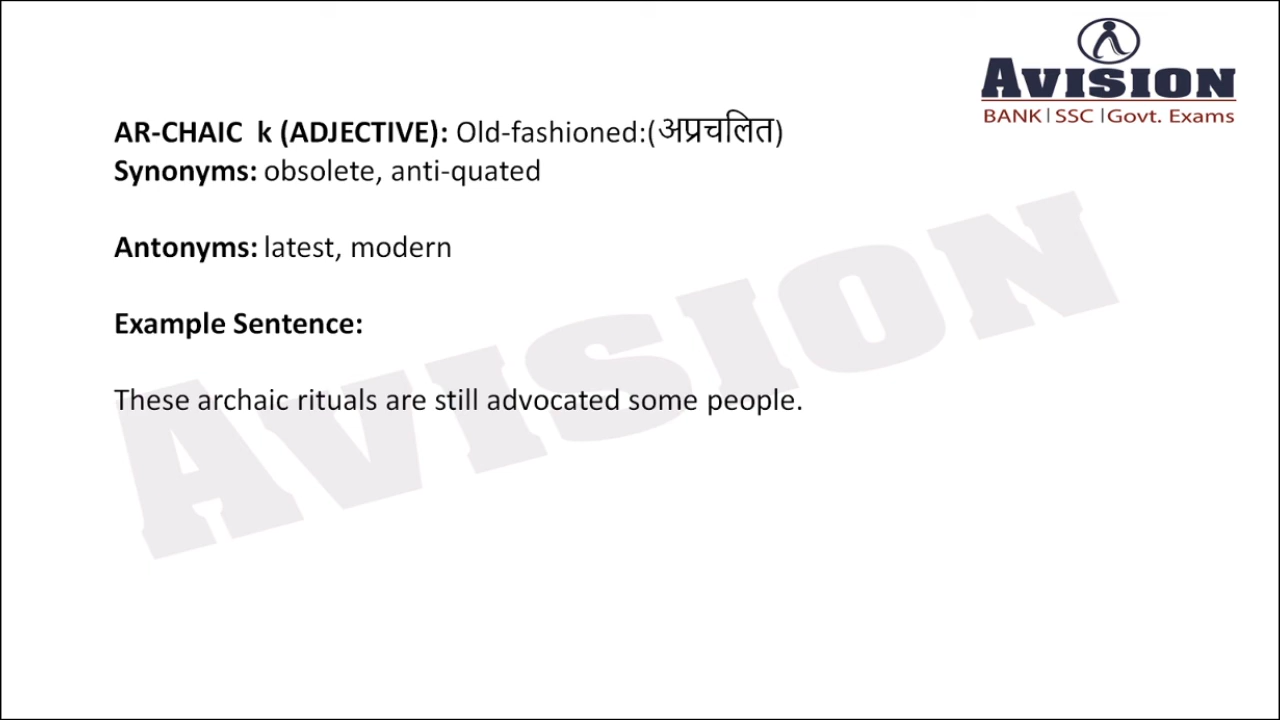 AVISION
BANK | SSC | Govt. Exams
AR-CHAIC k (ADJECTIVE): Old-fashioned:(अप्रचलित)
Synonyms: obsolete, anti-quated
Antonyms: latest, modern
Example Sentence:
These archaic rituals are still advocated some people.
AVISION